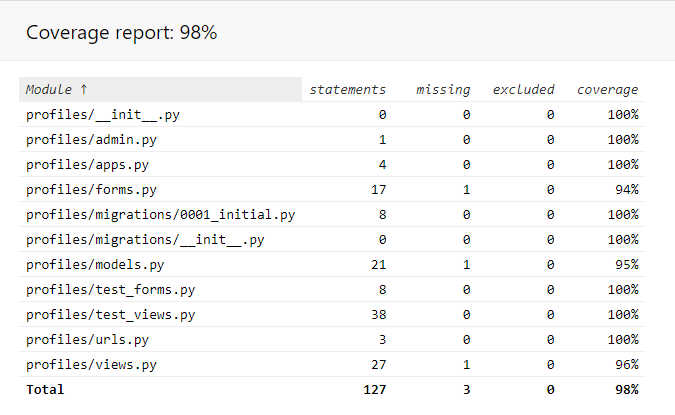 Coverage report: 98%
Module ↑ statements missing excluded coverage
profiles/__init__.py 0 0 0 100%
profiles/admin.py 1 0 0 100%
profiles/apps.py 4 0 0 100%
profiles/forms.py 17 1 0 94%
profiles/migrations/0001_initial.py 8 0 0 100%
profiles/migrations/__init__.py 0 0 0 100%
profiles/models.py 21 1 0 95%
profiles/test_forms.py 8 0 0 100%
profiles/test_views.py 38 0 0 100%
profiles/urls.py 3 0 0 100%
profiles/views.py 27 1 0 96%
Total 127 3 0 98%